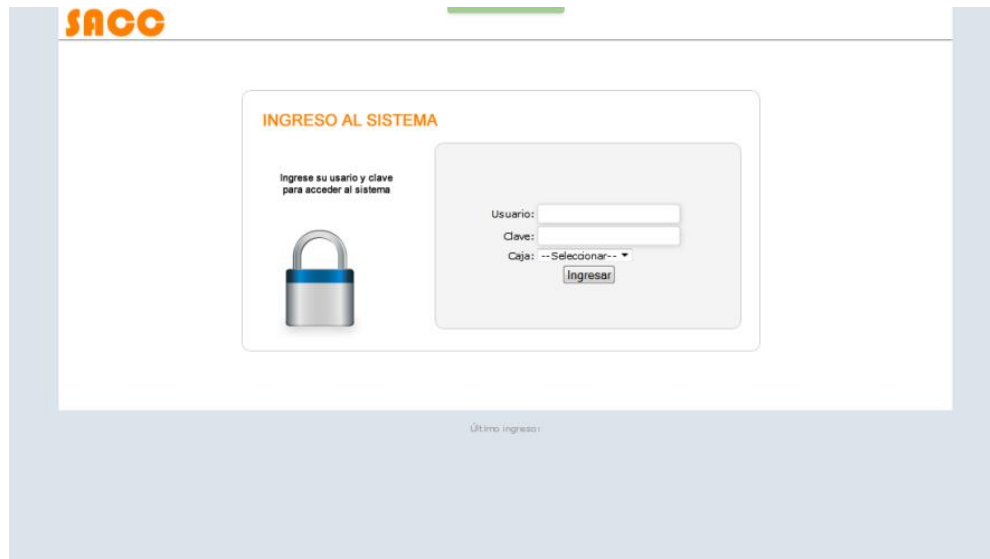 SACC
INGRESO AL SISTEMA
Ingrese su usario y clave
para acceder al sistema
Usuario:
Clave:
Caja: --Seleccionar--
Ingresar
Último ingreso: